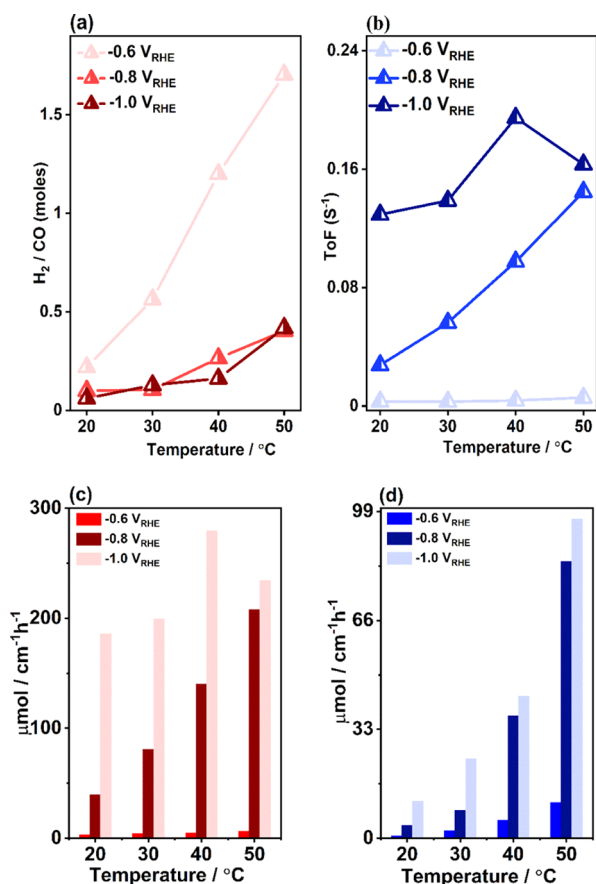 (a)
-0.6 VRHE
-0.8 VRHE
-1.0 VRHE
1.5
1
0.5
0
H2 / CO (moles)
20 30 40 50
Temperature / °C
(b)
-0.6 VRHE
-0.8 VRHE
-1.0 VRHE
0.24
0.16
0.08
0
ToF (S-1)
20 30 40 50
Temperature / °C
(c)
-0.6 VRHE
-0.8 VRHE
-1.0 VRHE
300
200
100
0
μmol / cm-1h-1
20 30 40 50
Temperature / °C
(d)
-0.6 VRHE
-0.8 VRHE
-1.0 VRHE
99
66
33
0
μmol / cm-1h-1
20 30 40 50
Temperature / °C